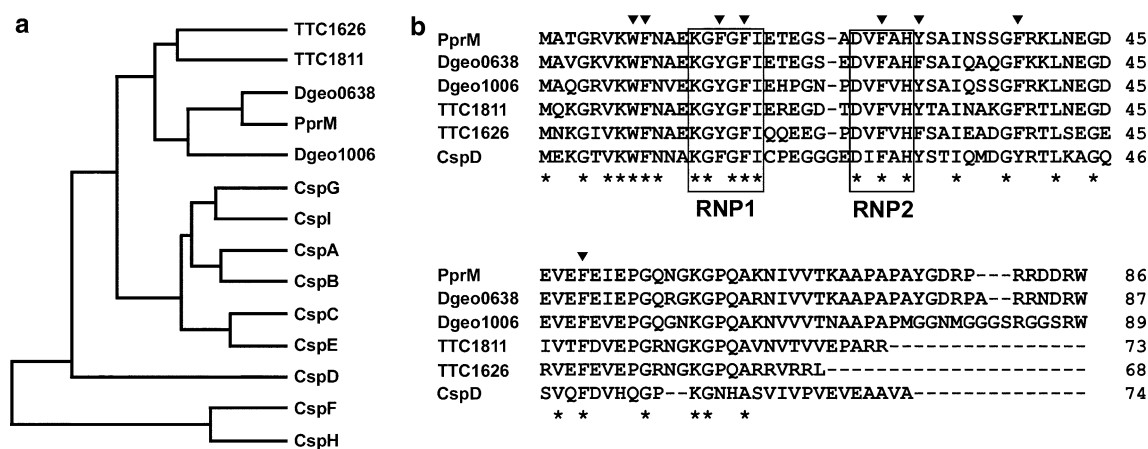 a
TTC1626
TTC1811
Dgeo0638
PprM
Dgeo1006
CspG
CspI
CspA
CspB
CspC
CspE
CspD
CspF
CspH
b
PprM MATGRVKWFNAEKGFGFIETEGS-ADVFAHYSAINSSGFRKLNEGD 45
Dgeo0638 MAVGKVKWFNAEKGYGFIETEGS-EDVFAHFSAIQAQGFKKLNEGD 45
Dgeo1006 MAQGRVKWFNVEKGYGFIEHPGN-PDVFAHYSAIQSSGFRKLNEGD 45
TTC1811 MQKGRVKWFNAEKGYGFIEREGD-TDVFVHYTAINAKGFRTLNEGD 45
TTC1626 MNKGIVKWFNAEKGYGFIQQEEG-PDVFVHFSAIEADGFRTLSEGE 45
CspD MEKGTVKWFNNAKGFGFICPEGGGEDIFAHYSTIQMDGYRTLKAGQ 46
* * ***** ** *** * * * * * * *
RNP1 RNP2
PprM EVEFEIEPGQNGKGPQAKNIVVTKAAPAPAYGDRP---RRDDRW 86
Dgeo0638 EVEFEVEPGQRGKGPQARNIVVTKAAPAPAYGDRPA--RRNDRW 87
Dgeo1006 EVEFEVEPGQGNKGPQAKNVVVTNAAPAPMGGNMGGGSRGGSRW 89
TTC1811 IVTFDVEPGRNGKGPQAVNVTVVEPARR---------------- 73
TTC1626 RVEFEVEPGRNGKGPQARRVRRL--------------------- 68
CspD SVQFDVHQGP--KGNHASVIVPVEVEAAVA-------------- 74
* * * ** *